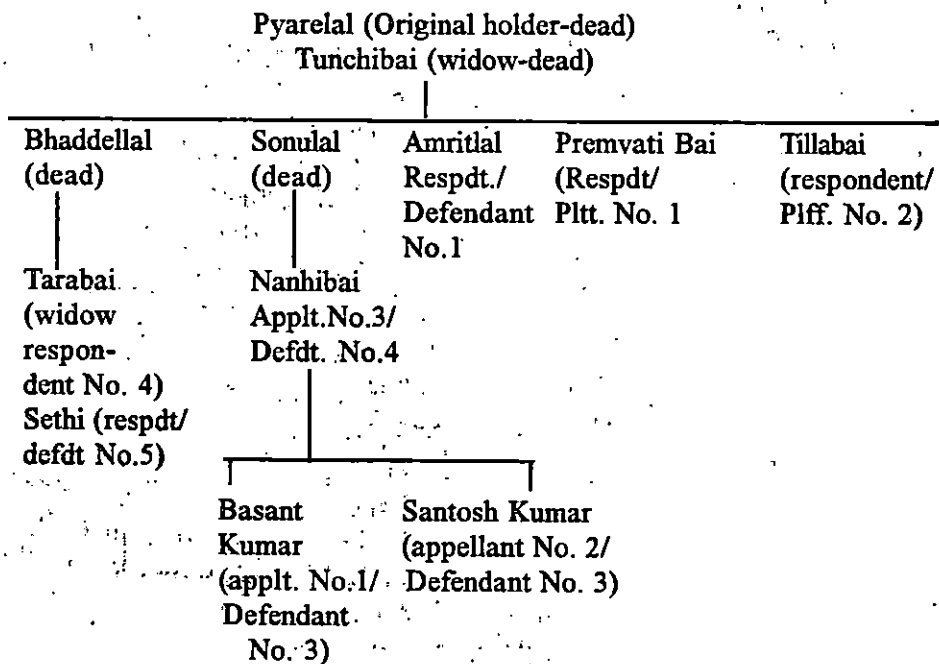 Pyarelal (Original holder-dead)
Tunchibai (widow-dead)
Bhaddellal
(dead)
Sonulal
(dead)
Amritlal
Respdt./
Defendant
No.1
Premvati Bai
(Respdt/
Pltt. No. 1
Tillabai
(respondent/
Plff. No. 2)
Tarabai
(widow
respon-
dent No. 4)
Sethi (respdt/
defdt No.5)
Nanhibai
Applt.No.3/
Defdt. No.4
Basant
Kumar
(applt. No.1/
Defendant
No. 3)
Santosh Kumar
(appellant No. 2/
Defendant No. 3)